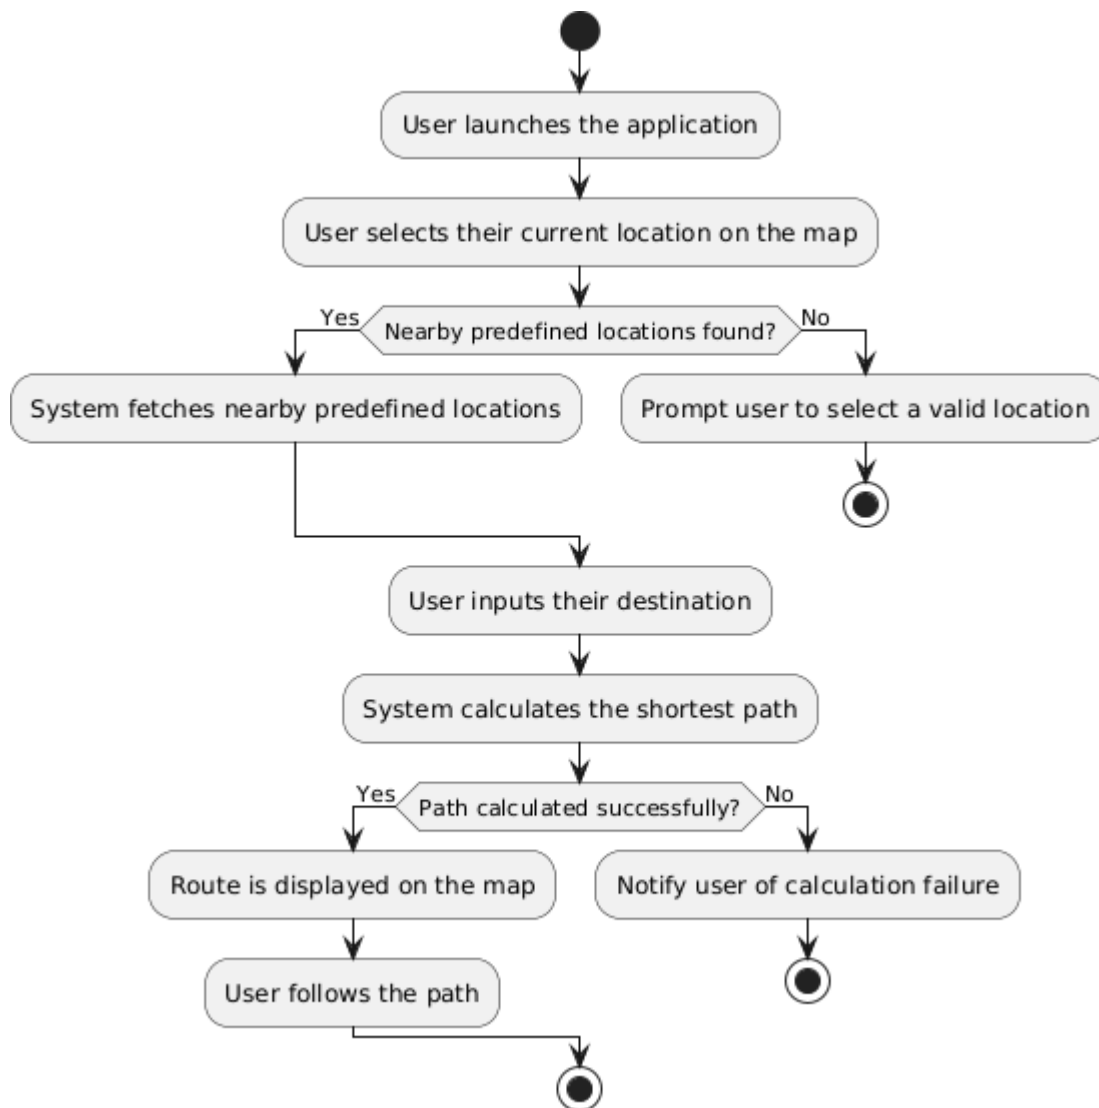 User launches the application
User selects their current location on the map
Yes
Nearby predefined locations found?
No
System fetches nearby predefined locations
Prompt user to select a valid location
User inputs their destination
System calculates the shortest path
Yes
Path calculated successfully?
No
Route is displayed on the map
Notify user of calculation failure
User follows the path